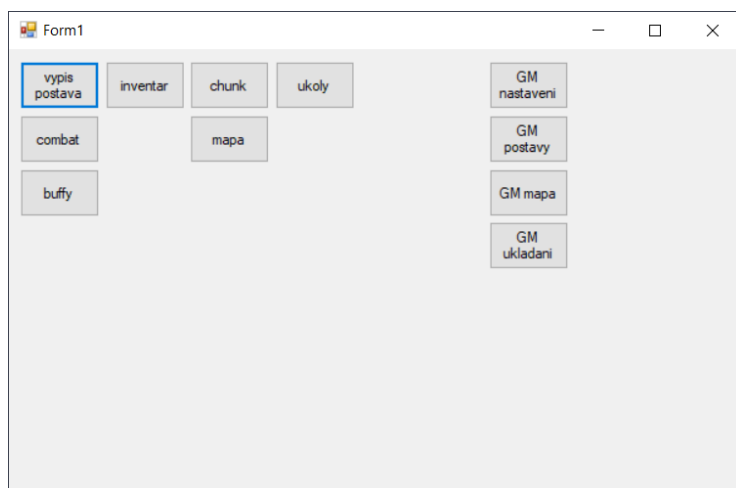 Form1
vypis
postava
inventar
chunk
ukoly
GM
nastaveni
combat
mapa
GM
postavy
buffy
GM mapa
GM
ukladani